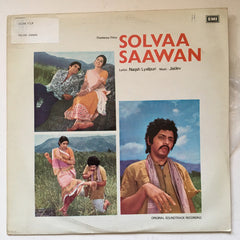 EMI
SOLVAA
SAAWAN
Lyrics: Naqsh Lyallpuri Music: Jaidev
ORIGINAL SOUNDTRACK RECORDING